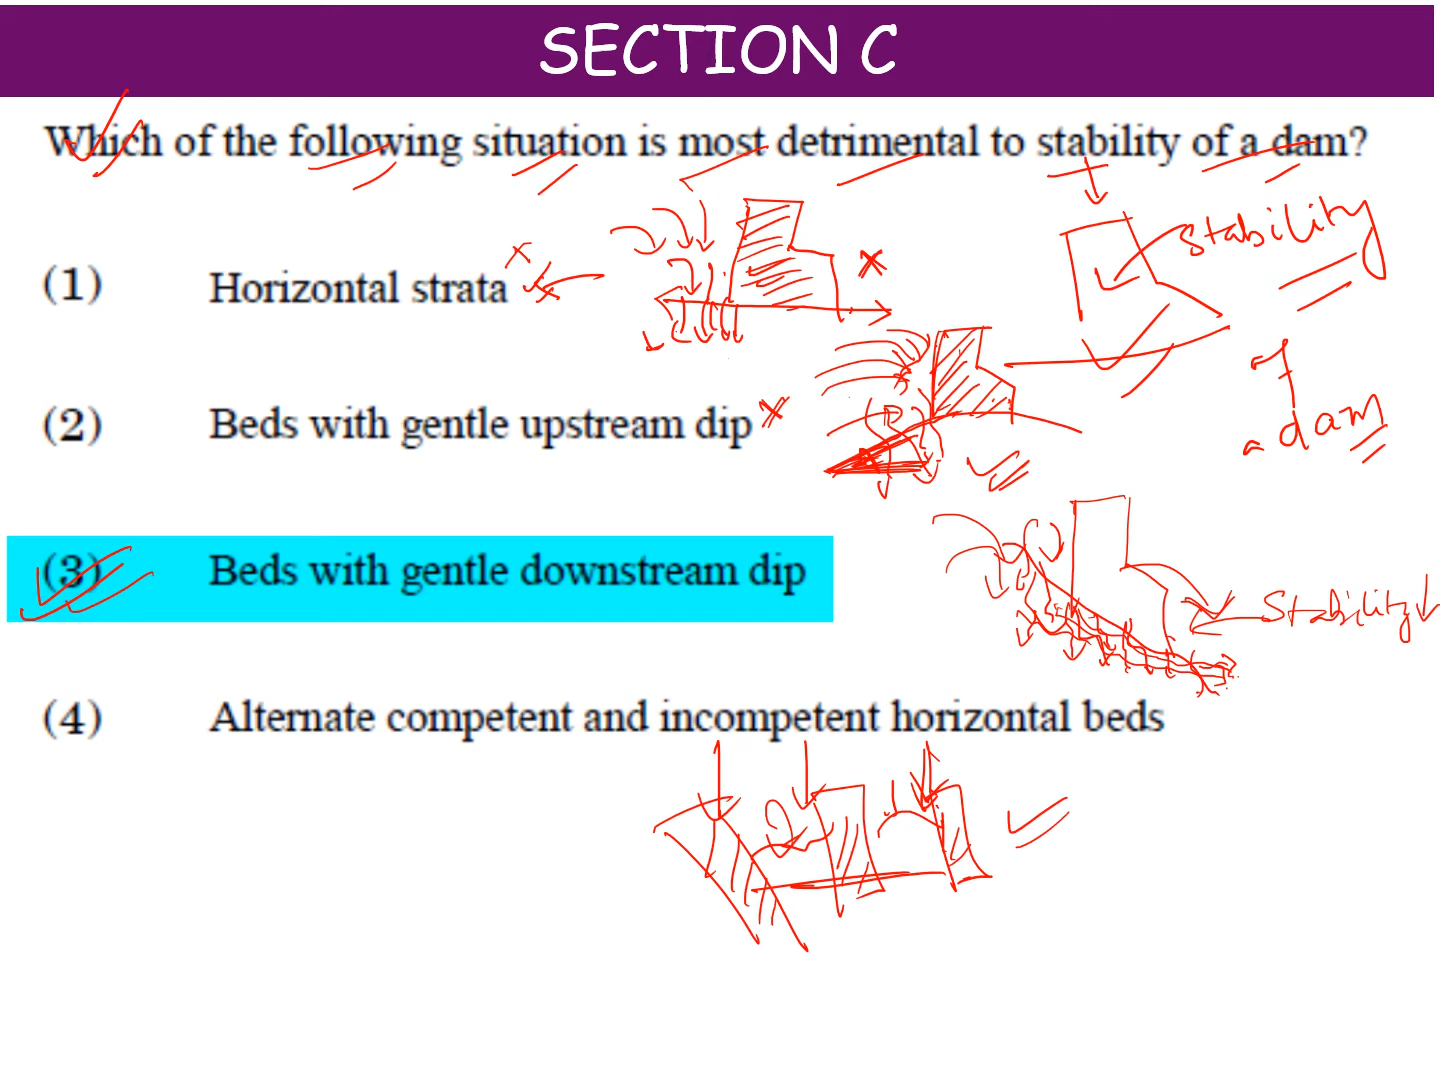 SECTION C
Which of the following situation is most detrimental to stability of a dam?
(1) Horizontal strata
(2) Beds with gentle upstream dip
(3) Beds with gentle downstream dip
(4) Alternate competent and incompetent horizontal beds
Stability
of
a dam
Stability↓